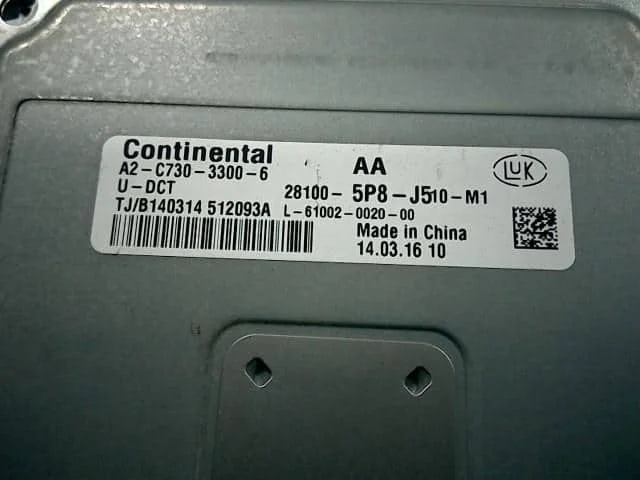 Continental AA LUK
A2-C730-3300-6
U-DCT 28100-5P8-J510-M1
TJ/B140314 512093A L-61002-0020-00
Made in China
14.03.16 10